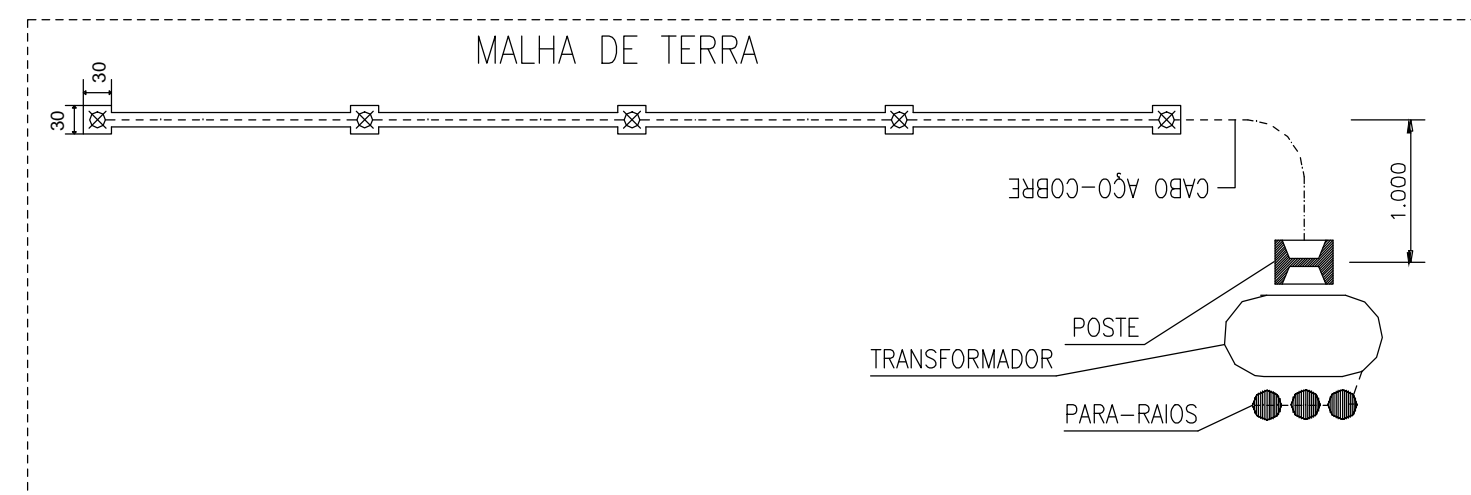 MALHA DE TERRA
30
30
CABO AÇO-COBRE
1.000
POSTE
TRANSFORMADOR
PARA-RAIOS